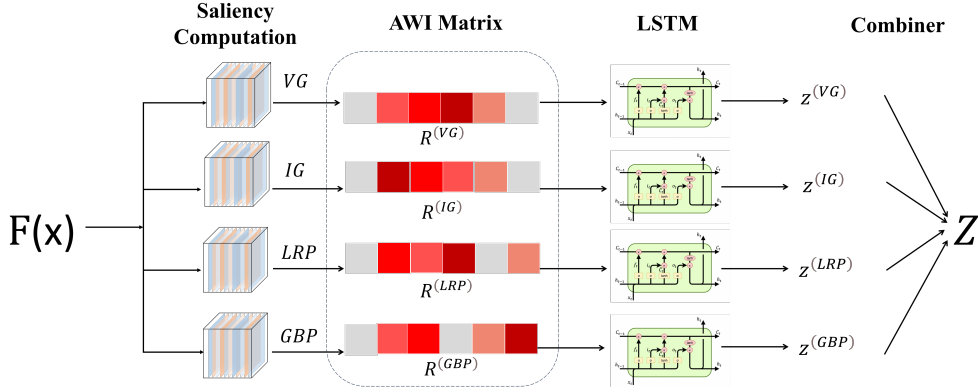 Saliency
Computation
AWI Matrix
LSTM
Combiner
VG
R^(VG)
z^(VG)
IG
R^(IG)
z^(IG)
F(x)
Z
LRP
R^(LRP)
z^(LRP)
GBP
R^(GBP)
z^(GBP)